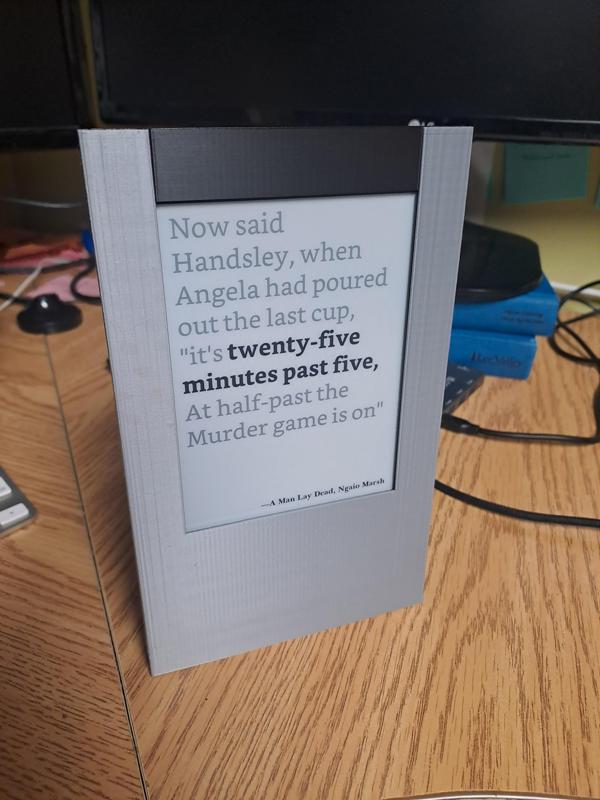 Now said
Handsley, when
Angela had poured
out the last cup,
"it's twenty-five
minutes past five,
At half-past the
Murder game is on"
—A Man Lay Dead, Ngaio Marsh